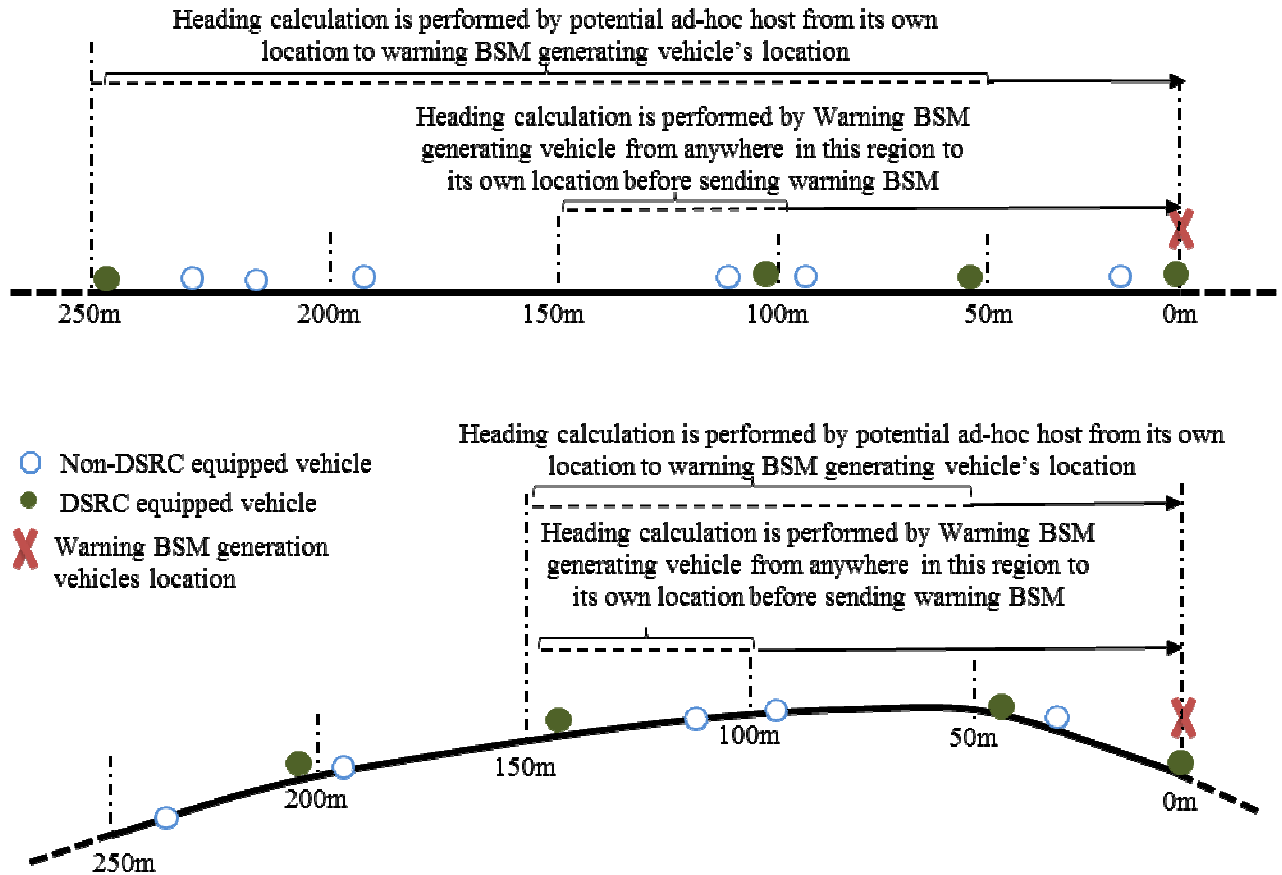 Heading calculation is performed by potential ad-hoc host from its own
location to warning BSM generating vehicle's location
Heading calculation is performed by Warning BSM
generating vehicle from anywhere in this region to
its own location before sending warning BSM
250m
200m
150m
100m
50m
0m
Heading calculation is performed by potential ad-hoc host from its own
location to warning BSM generating vehicle's location
Non-DSRC equipped vehicle
DSRC equipped vehicle
Warning BSM generation
vehicles location
Heading calculation is performed by Warning BSM
generating vehicle from anywhere in this region to
its own location before sending warning BSM
250m
200m
150m
100m
50m
0m